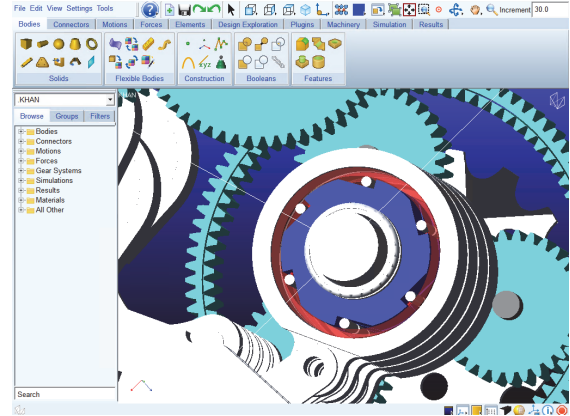 File Edit View Settings Tools
Increment 30.0
Bodies Connectors Motions Forces Elements Design Exploration Plugins Machinery Simulation Results
Solids Flexible Bodies Construction Booleans Features
.KHAN
KHAN
Browse Groups Filters
Bodies
Connectors
Motions
Forces
Gear Systems
Simulations
Results
Materials
All Other
Search